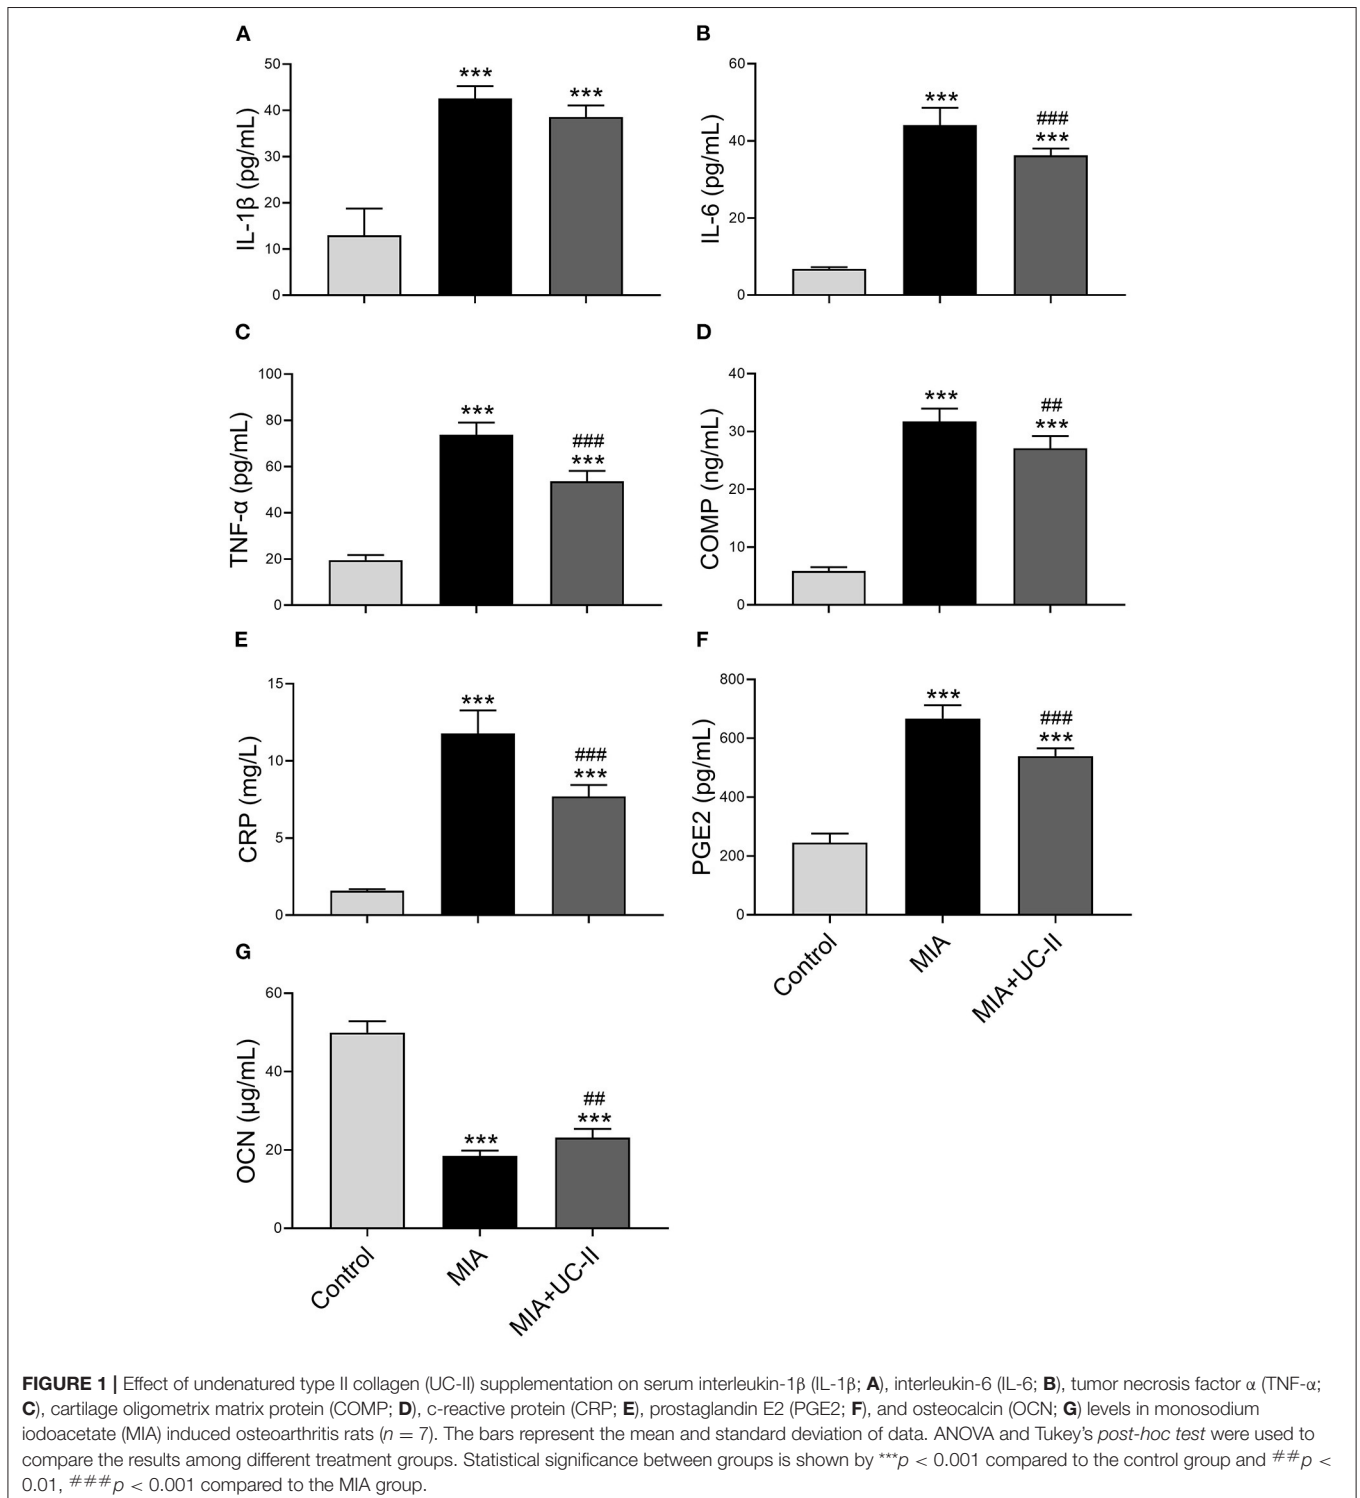 A
IL-1β (pg/mL)
50
40
30
20
10
0
***
***
B
IL-6 (pg/mL)
60
40
20
0
***
###
***
C
TNF-α (pg/mL)
100
80
60
40
20
0
***
###
***
D
COMP (ng/mL)
40
30
20
10
0
***
##
***
E
CRP (mg/L)
15
10
5
0
***
###
***
F
PGE2 (pg/mL)
800
600
400
200
0
***
###
***
Control
MIA
MIA+UC-II
G
OCN (μg/mL)
60
40
20
0
***
##
***
Control
MIA
MIA+UC-II
FIGURE 1 | Effect of undenatured type II collagen (UC-II) supplementation on serum interleukin-1β (IL-1β; A), interleukin-6 (IL-6; B), tumor necrosis factor α (TNF-α;
C), cartilage oligometrix matrix protein (COMP; D), c-reactive protein (CRP; E), prostaglandin E2 (PGE2; F), and osteocalcin (OCN; G) levels in monosodium
iodoacetate (MIA) induced osteoarthritis rats (n = 7). The bars represent the mean and standard deviation of data. ANOVA and Tukey's post-hoc test were used to
compare the results among different treatment groups. Statistical significance between groups is shown by ***p < 0.001 compared to the control group and ##p <
0.01, ###p < 0.001 compared to the MIA group.